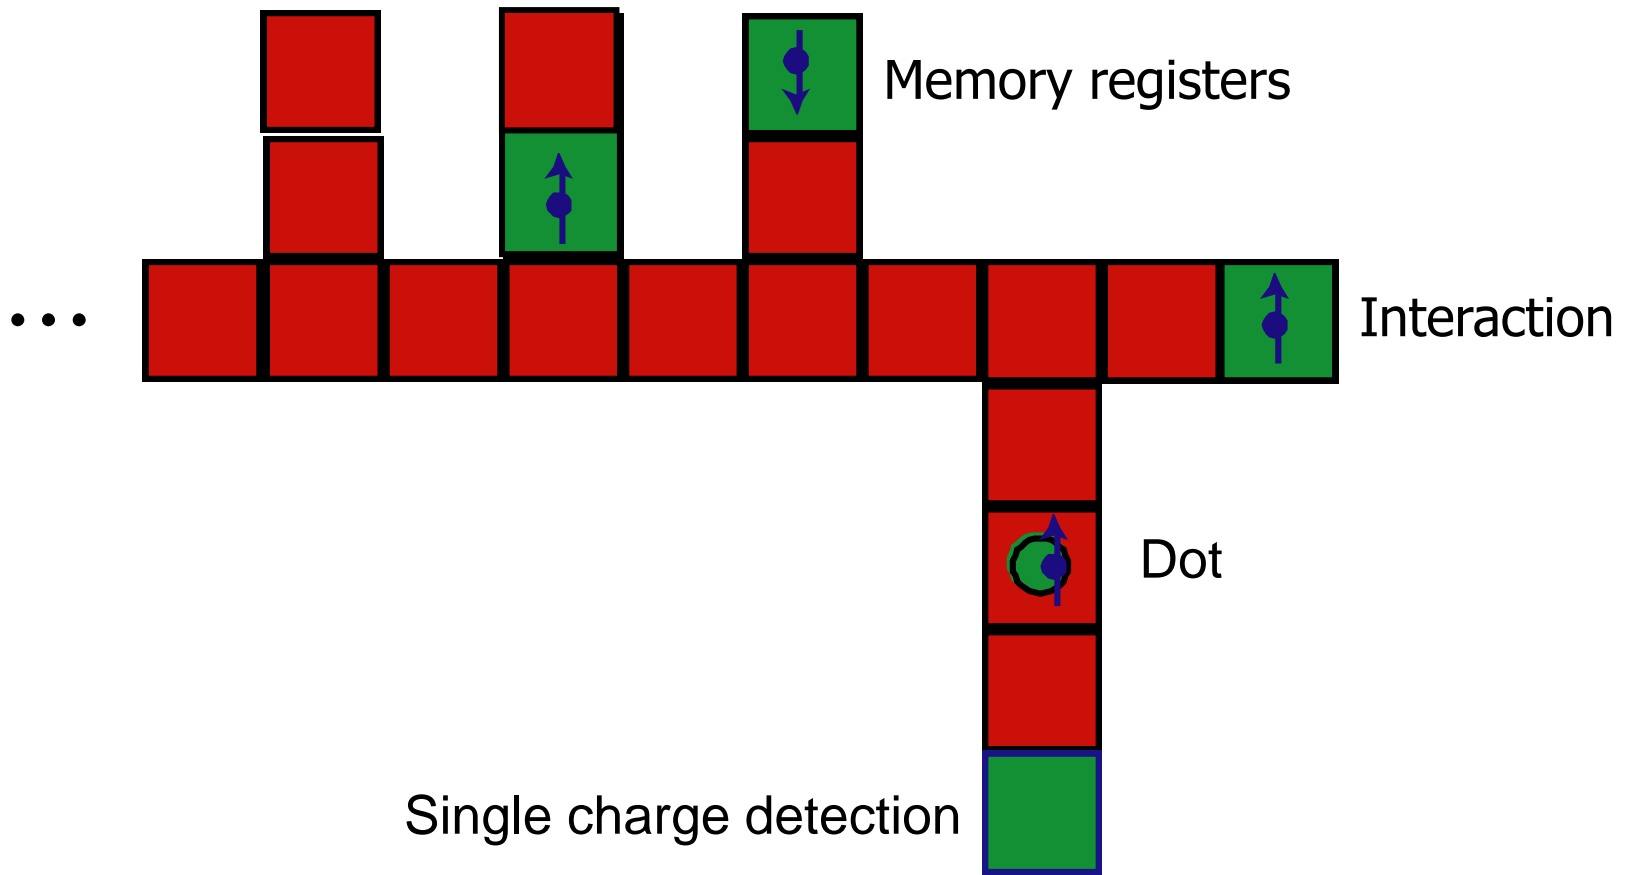 Memory registers
...
Interaction
Dot
Single charge detection